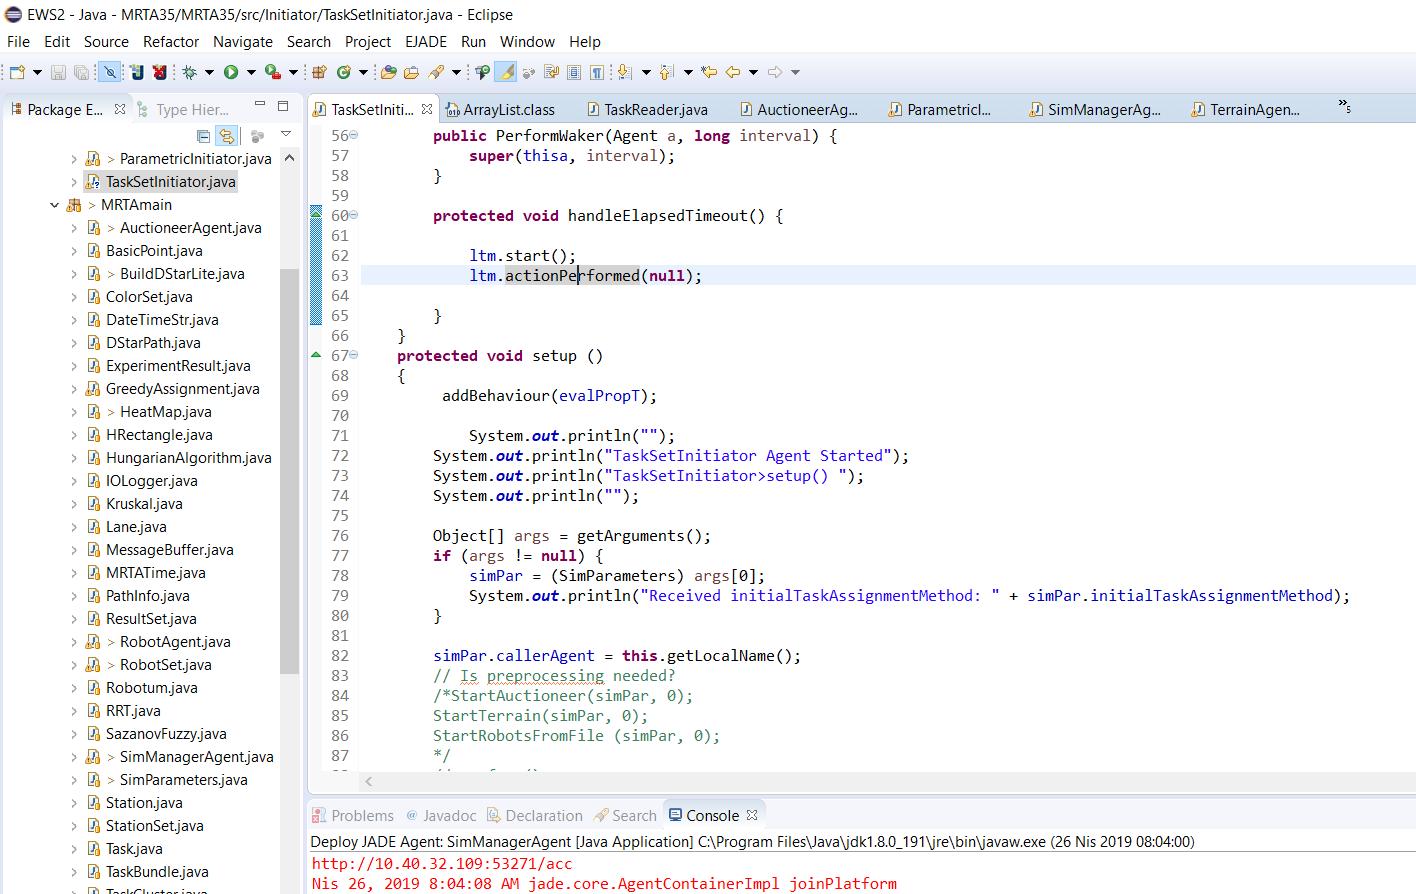 EWS2 - Java - MRTA35/MRTA35/src/Initiator/TaskSetInitiator.java - Eclipse
File Edit Source Refactor Navigate Search Project EJADE Run Window Help
Package E... Type Hier...
> ParametricInitiator.java
TaskSetInitiator.java
> MRTAmain
> AuctioneerAgent.java
BasicPoint.java
> BuildDStarLite.java
ColorSet.java
DateTimeStr.java
DStarPath.java
ExperimentResult.java
GreedyAssignment.java
> HeatMap.java
HRectangle.java
HungarianAlgorithm.java
IOLogger.java
Kruskal.java
Lane.java
MessageBuffer.java
MRTATime.java
PathInfo.java
ResultSet.java
> RobotAgent.java
> RobotSet.java
Robotum.java
RRT.java
SazanovFuzzy.java
> SimManagerAgent.java
> SimParameters.java
Station.java
StationSet.java
Task.java
TaskBundle.java
TaskCluster.java
TaskSetIniti... ArrayList.class TaskReader.java AuctioneerAg... ParametricI... SimManagerAg... TerrainAgen... »5
56 public PerformWaker(Agent a, long interval) {
57 super(thisa, interval);
58 }
59
60 protected void handleElapsedTimeout() {
61
62 ltm.start();
63 ltm.actionPerformed(null);
64
65 }
66 }
67 protected void setup ()
68 {
69 addBehaviour(evalPropT);
70
71 System.out.println("");
72 System.out.println("TaskSetInitiator Agent Started");
73 System.out.println("TaskSetInitiator>setup() ");
74 System.out.println("");
75
76 Object[] args = getArguments();
77 if (args != null) {
78 simPar = (SimParameters) args[0];
79 System.out.println("Received initialTaskAssignmentMethod: " + simPar.initialTaskAssignmentMethod);
80 }
81
82 simPar.callerAgent = this.getLocalName();
83 // Is preprocessing needed?
84 /*StartAuctioneer(simPar, 0);
85 StartTerrain(simPar, 0);
86 StartRobotsFromFile (simPar, 0);
87 */
Problems @ Javadoc Declaration Search Console
Deploy JADE Agent: SimManagerAgent [Java Application] C:\Program Files\Java\jdk1.8.0_191\jre\bin\javaw.exe (26 Nis 2019 08:04:00)
http://10.40.32.109:53271/acc
Nis 26, 2019 8:04:08 AM jade.core.AgentContainerImpl joinPlatform